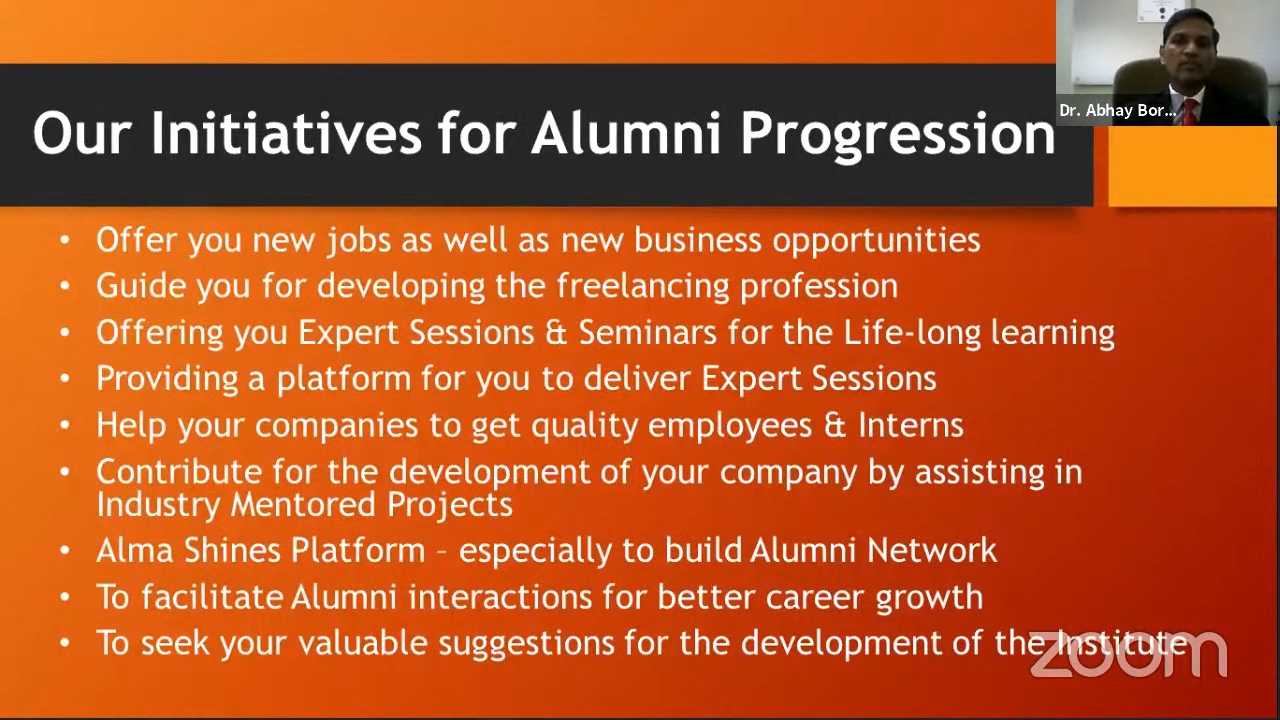 Dr. Abhay Bor...
Our Initiatives for Alumni Progression
• Offer you new jobs as well as new business opportunities
• Guide you for developing the freelancing profession
• Offering you Expert Sessions & Seminars for the Life-long learning
• Providing a platform for you to deliver Expert Sessions
• Help your companies to get quality employees & Interns
• Contribute for the development of your company by assisting in
Industry Mentored Projects
• Alma Shines Platform – especially to build Alumni Network
• To facilitate Alumni interactions for better career growth
• To seek your valuable suggestions for the development of the Institute
zoom